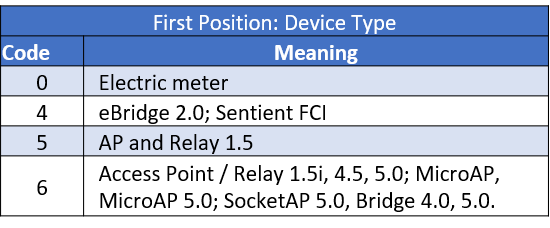 First Position: Device Type
Code Meaning
0 Electric meter
4 eBridge 2.0; Sentient FCI
5 AP and Relay 1.5
6 Access Point / Relay 1.5i, 4.5, 5.0; MicroAP,
MicroAP 5.0; SocketAP 5.0, Bridge 4.0, 5.0.